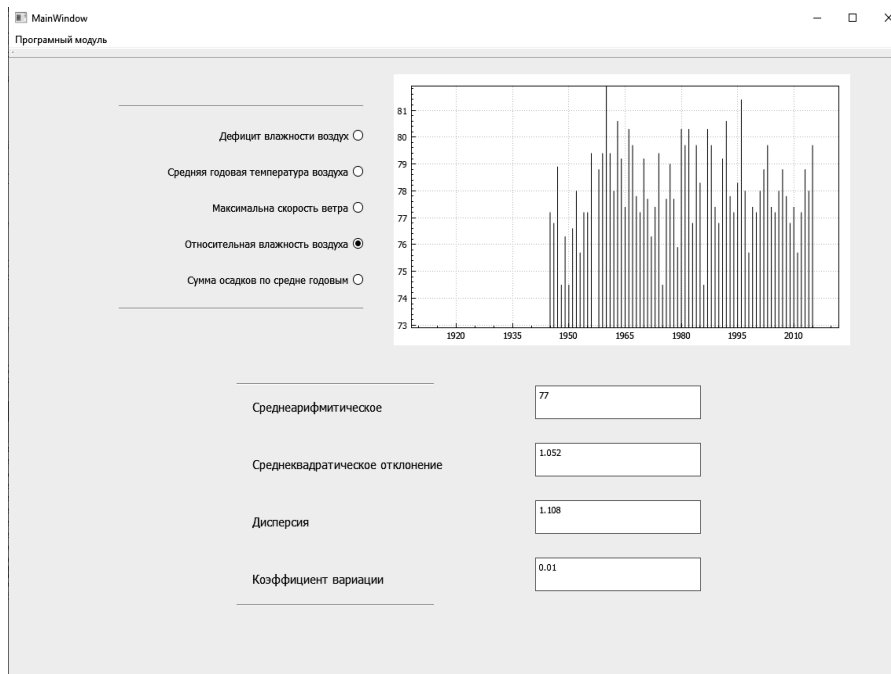 MainWindow
Програмный модуль
Дефицит влажности воздух
Средняя годовая температура воздуха
Максимальна скорость ветра
Относительная влажность воздуха
Сумма осадков по средне годовым
81
80
79
78
77
76
75
74
73
1920 1935 1950 1965 1980 1995 2010
Среднеарифмитическое
77
Среднеквадратическое отклонение
1.052
Дисперсия
1.108
Коэффициент вариации
0.01